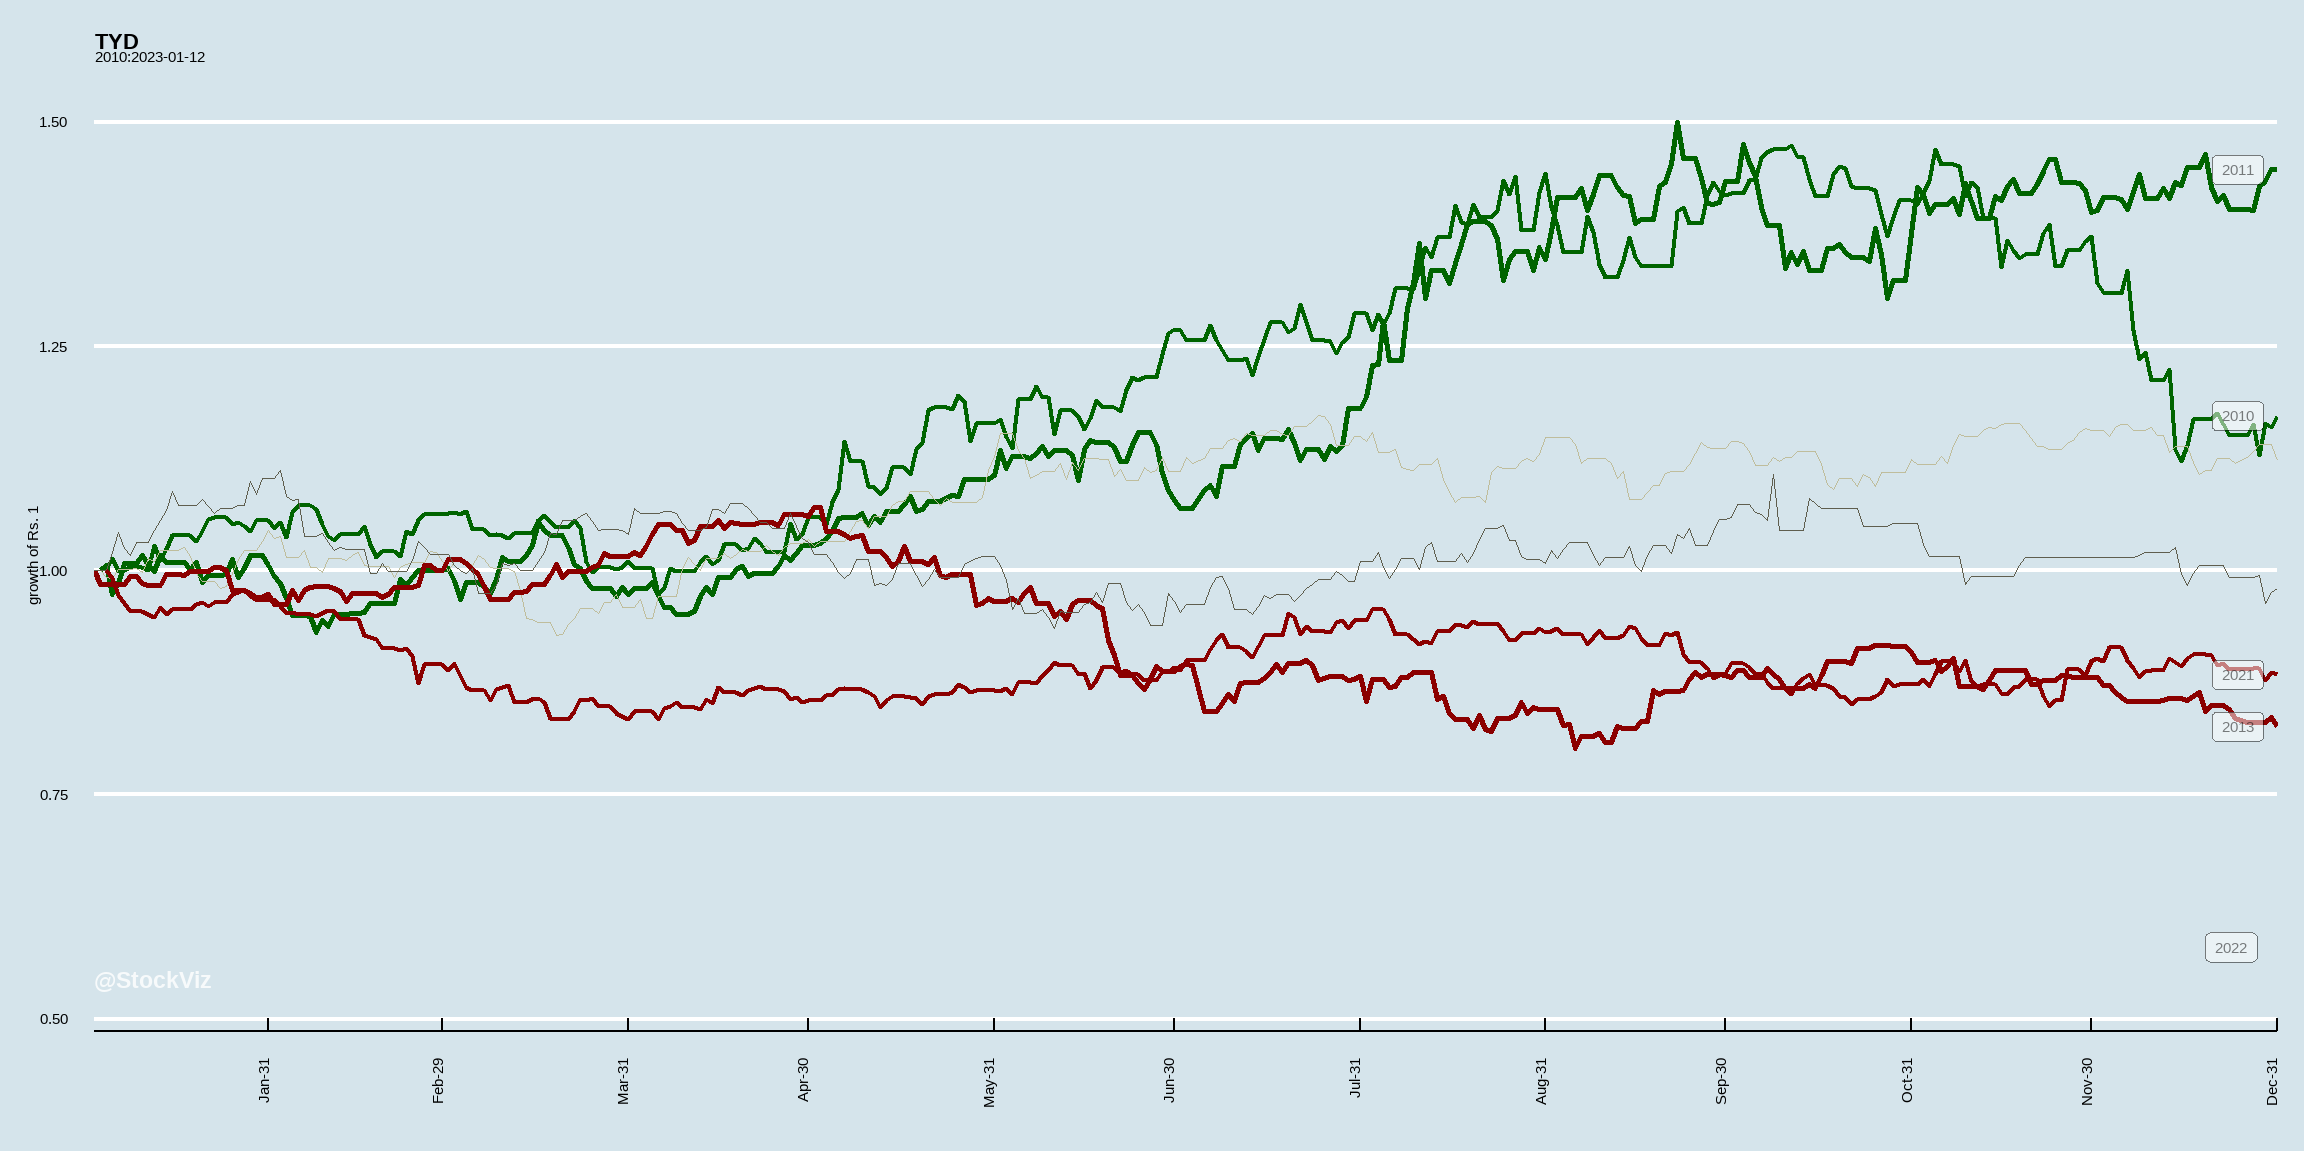 TYD
2010:2023-01-12
1.50
1.25
1.00
0.75
0.50
growth of Rs. 1
2011
2010
2021
2013
2022
@StockViz
Jan-31
Feb-29
Mar-31
Apr-30
May-31
Jun-30
Jul-31
Aug-31
Sep-30
Oct-31
Nov-30
Dec-31